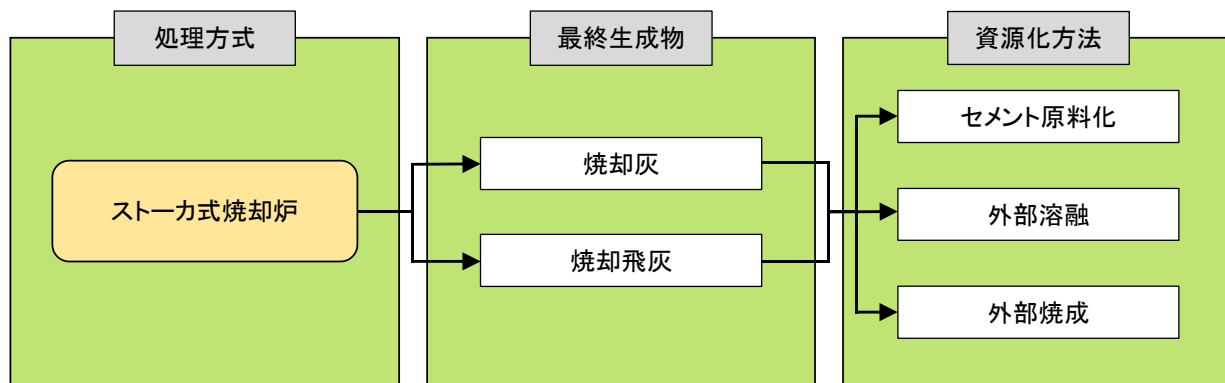 処理方式
最終生成物
資源化方法
ストーカ式焼却炉
焼却灰
焼却飛灰
セメント原料化
外部溶融
外部焼成